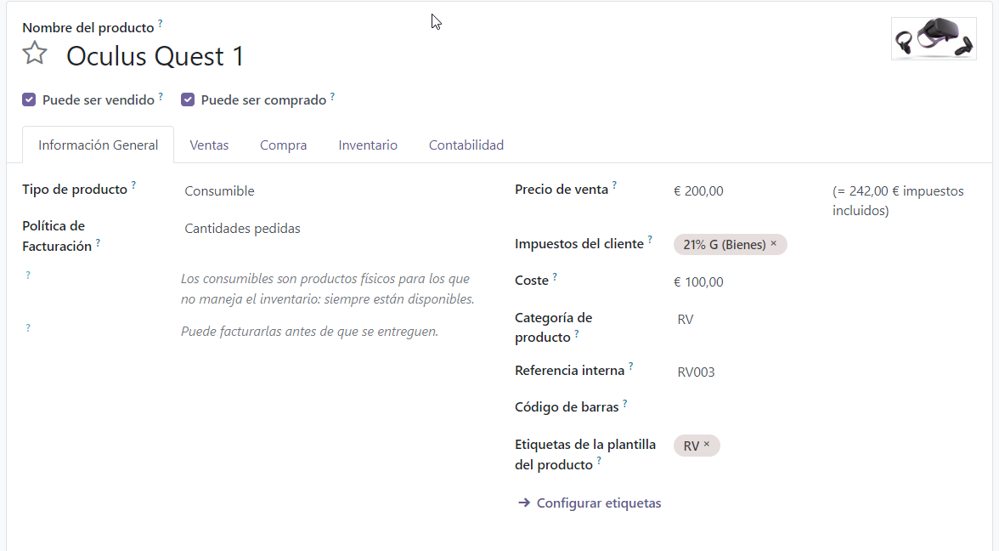 Nombre del producto ?
Oculus Quest 1
Puede ser vendido ? Puede ser comprado ?
Información General Ventas Compra Inventario Contabilidad
Tipo de producto ? Consumible
Política de
Facturación ? Cantidades pedidas
? Los consumibles son productos físicos para los que
no maneja el inventario: siempre están disponibles.
? Puede facturarlas antes de que se entreguen.
Precio de venta ? € 200,00 (= 242,00 € impuestos
incluidos)
Impuestos del cliente ? 21% G (Bienes) ×
Coste ? € 100,00
Categoría de
producto ? RV
Referencia interna ? RV003
Código de barras ?
Etiquetas de la plantilla
del producto ? RV ×
→ Configurar etiquetas